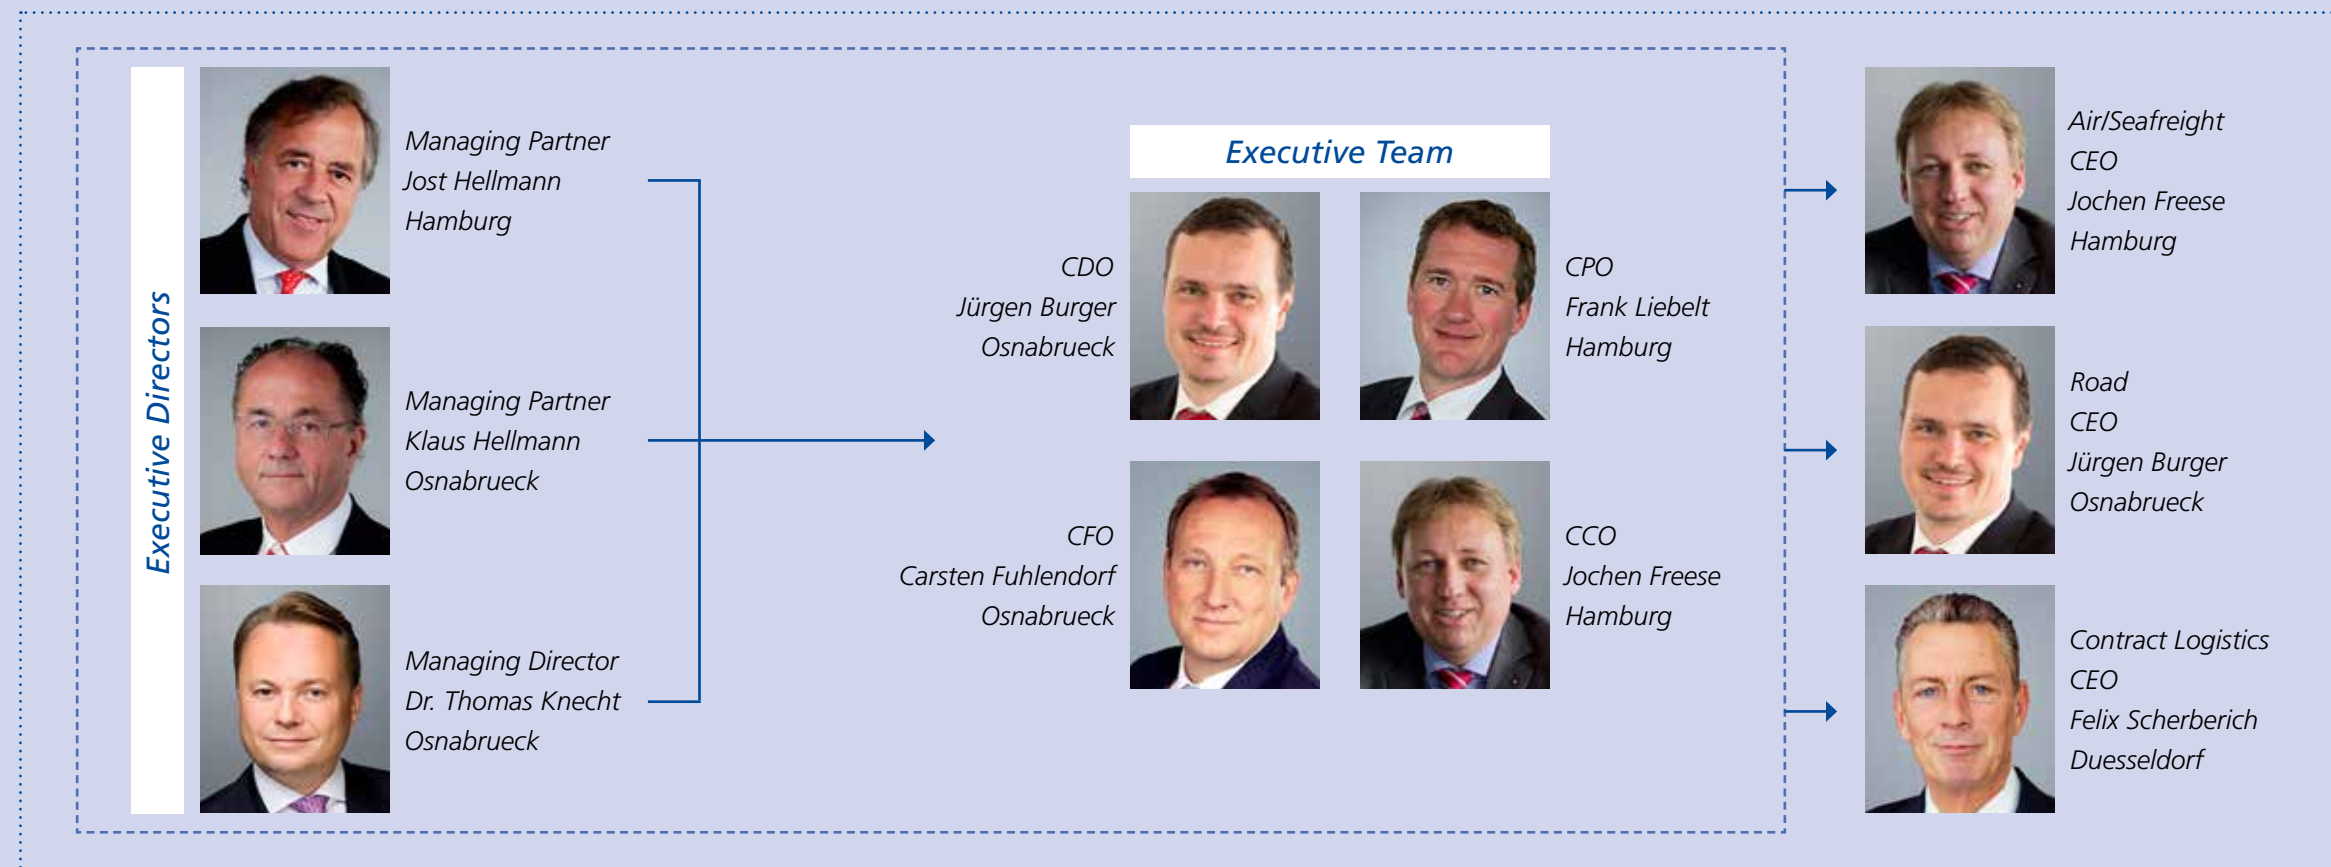 Executive Directors
Managing Partner
Jost Hellmann
Hamburg
Managing Partner
Klaus Hellmann
Osnabrueck
Managing Director
Dr. Thomas Knecht
Osnabrueck
Executive Team
CDO
Jürgen Burger
Osnabrueck
CPO
Frank Liebelt
Hamburg
CFO
Carsten Fuhlendorf
Osnabrueck
CCO
Jochen Freese
Hamburg
Air/Seafreight
CEO
Jochen Freese
Hamburg
Road
CEO
Jürgen Burger
Osnabrueck
Contract Logistics
CEO
Felix Scherberich
Duesseldorf